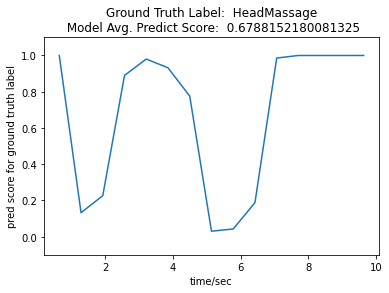 Ground Truth Label:  HeadMassage
Model Avg. Predict Score:  0.6788152180081325
pred score for ground truth label
1.0
0.8
0.6
0.4
0.2
0.0
2
4
6
8
10
time/sec